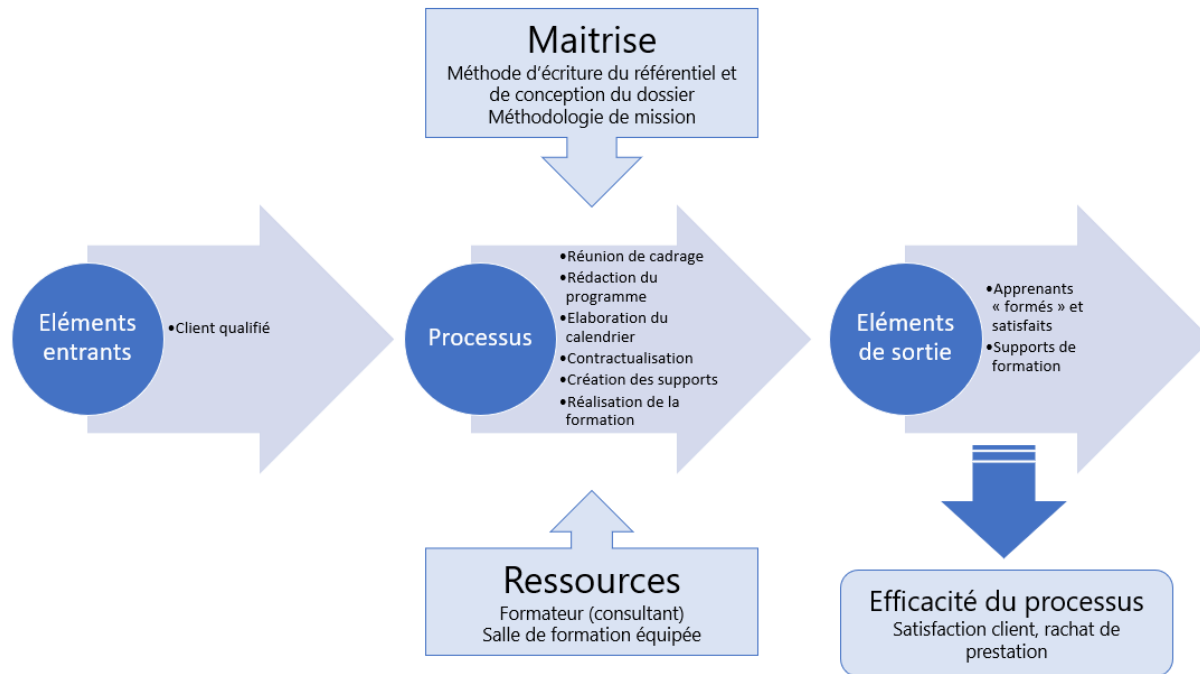 Maitrise
Méthode d’écriture du référentiel et
de conception du dossier
Méthodologie de mission
Eléments
entrants
•Client qualifié
Processus
•Réunion de cadrage
•Rédaction du
programme
•Elaboration du
calendrier
•Contractualisation
•Création des supports
•Réalisation de la
formation
Eléments
de sortie
•Apprenants
« formés » et
satisfaits
•Supports de
formation
Ressources
Formateur (consultant)
Salle de formation équipée
Efficacité du processus
Satisfaction client, rachat de
prestation